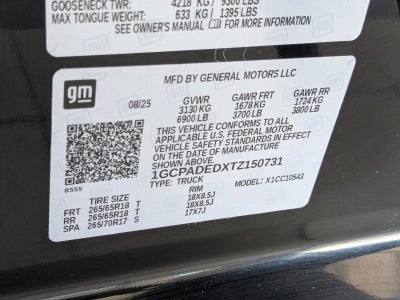 GOOSENECK TWR: 4218 KG / 9300 LBS
MAX TONGUE WEIGHT: 633 KG / 1395 LBS
SEE OWNER'S MANUAL FOR MORE INFORMATION
gm
MFD BY GENERAL MOTORS LLC
08/25 GVWR GAWR FRT GAWR RR
3130 KG 1678 KG 1724 KG
6900 LB 3700 LB 3800 LB
THIS VEHICLE CONFORMS TO ALL
APPLICABLE U.S. FEDERAL MOTOR
VEHICLE SAFETY STANDARDS IN EFFECT
ON THE DATE OF MANUFACTURE
SHOWN ABOVE.
1GCPADEDXTZ150731
8555 TYPE: TRUCK MODEL: X1CC10543
TIRE SIZE RIM
FRT 265/65R18 T 18X8.5J
RR 265/65R18 T 18X8.5J
SPA 265/70R17 S 17X7J